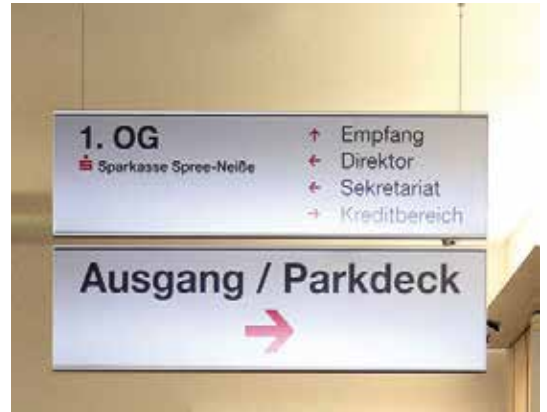 1. OG
Sparkasse Spree-Neiße
↑ Empfang
← Direktor
← Sekretariat
→ Kreditbereich
Ausgang / Parkdeck
→